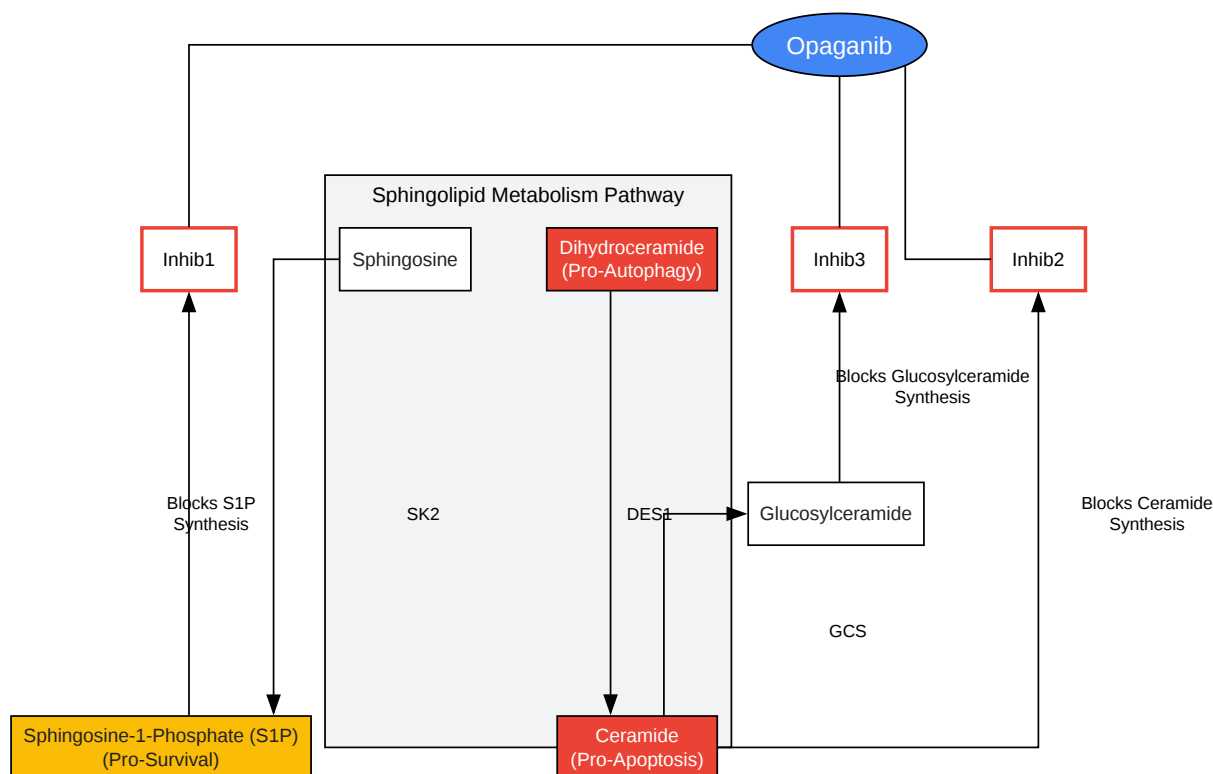 Opaganib
Sphingolipid Metabolism Pathway
Inhib1
Sphingosine
Dihydroceramide
(Pro-Autophagy)
Inhib3
Inhib2
Blocks Glucosylceramide
Synthesis
Blocks S1P
Synthesis
SK2
DES1
Glucosylceramide
Blocks Ceramide
Synthesis
GCS
Sphingosine-1-Phosphate (S1P)
(Pro-Survival)
Ceramide
(Pro-Apoptosis)